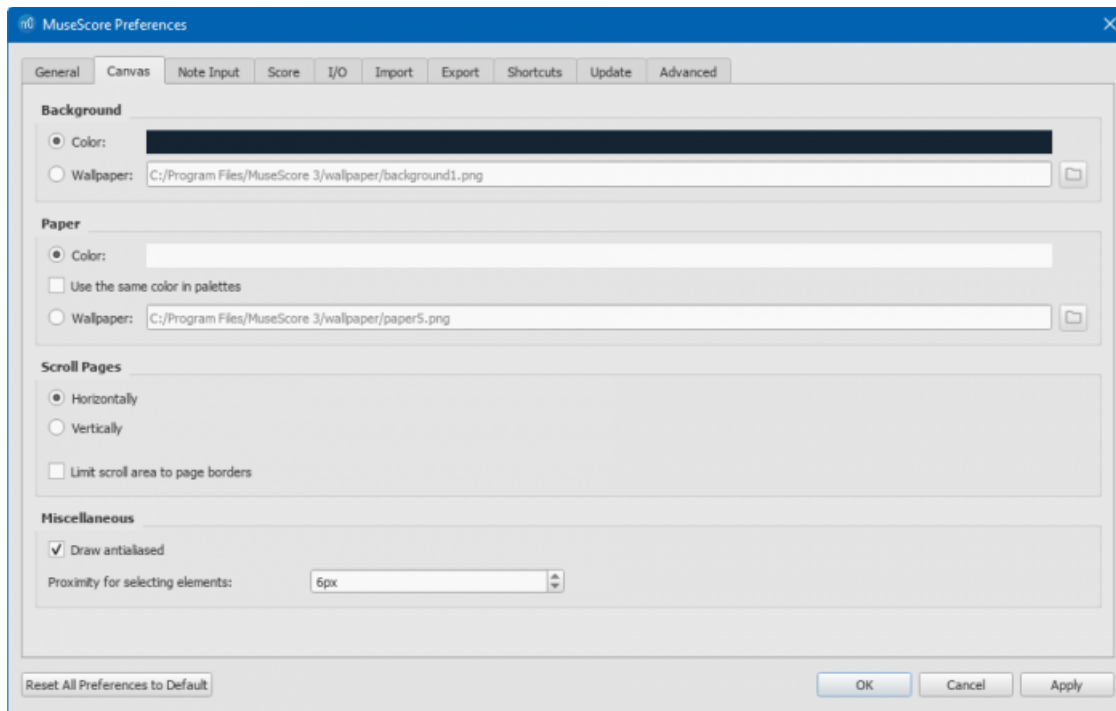 MuseScore Preferences
General Canvas Note Input Score I/O Import Export Shortcuts Update Advanced
Background
Color:
Wallpaper: C:/Program Files/MuseScore 3/wallpaper/background1.png
Paper
Color:
Use the same color in palettes
Wallpaper: C:/Program Files/MuseScore 3/wallpaper/paper5.png
Scroll Pages
Horizontally
Vertically
Limit scroll area to page borders
Miscellaneous
Draw antialiased
Proximity for selecting elements: 6px
Reset All Preferences to Default OK Cancel Apply